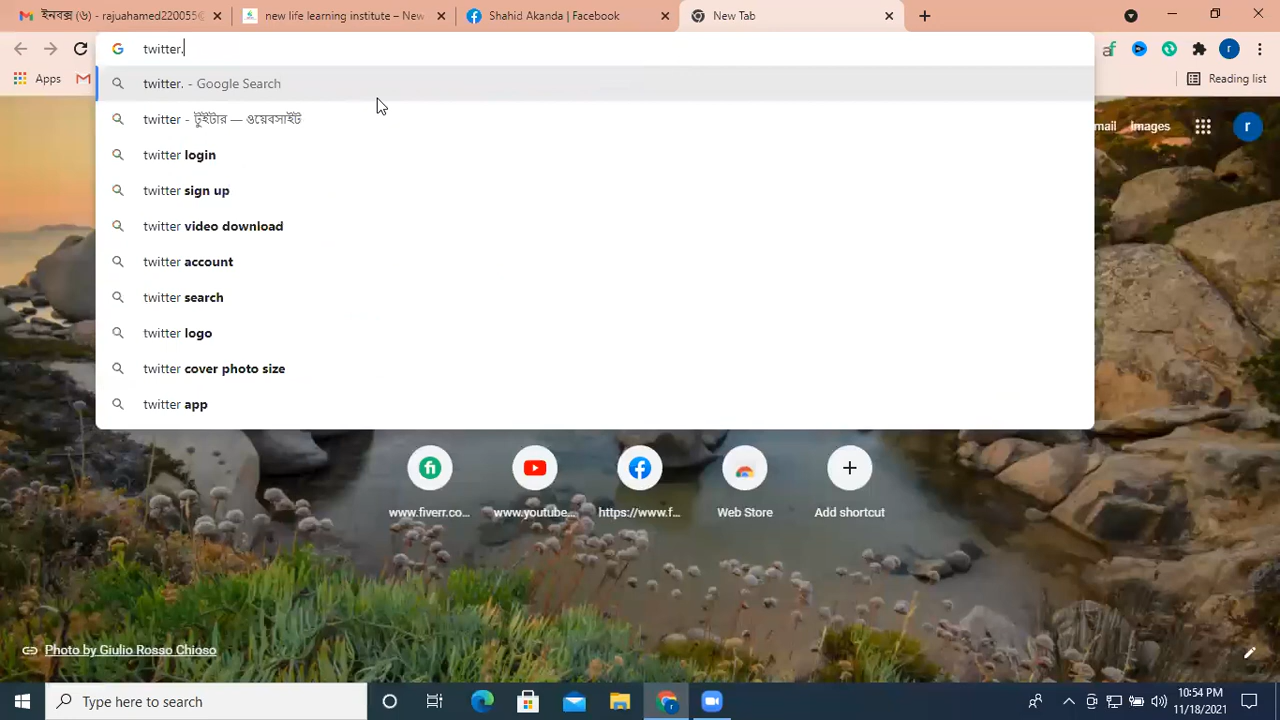 ইনবক্স (৬) - rajuahamed220055@
new life learning institute – New
Shahid Akanda | Facebook
New Tab
twitter.
Apps
Reading list
twitter. - Google Search
twitter - টুইটার — ওয়েবসাইট
twitter login
twitter sign up
twitter video download
twitter account
twitter search
twitter logo
twitter cover photo size
twitter app
mail
Images
r
www.fiverr.co...
www.youtube...
https://www.f...
Web Store
Add shortcut
Photo by Giulio Rosso Chioso
Type here to search
10:54 PM
11/18/2021